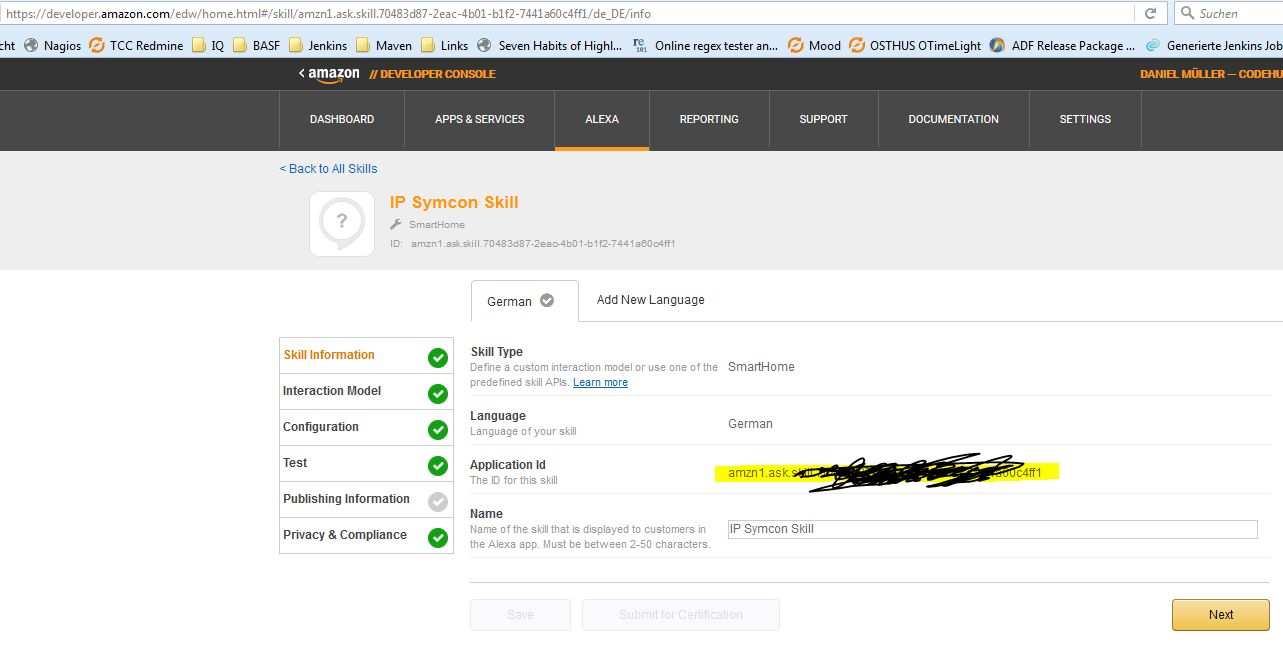 https://developer.amazon.com/edw/home.html#/skill/amzn1.ask.skill.70483d87-2eac-4b01-b1f2-7441a60c4ff1/de_DE/info
Suchen
cht Nagios TCC Redmine IQ BASF Jenkins Maven Links Seven Habits of Highl... re 101 Online regex tester an... Mood OSTHUS OTimeLight ADF Release Package ... Generierte Jenkins Job
< amazon // DEVELOPER CONSOLE DANIEL MÜLLER — CODEHU
DASHBOARD APPS & SERVICES ALEXA REPORTING SUPPORT DOCUMENTATION SETTINGS
< Back to All Skills
?
IP Symcon Skill
SmartHome
ID: amzn1.ask.skill.70483d87-2eac-4b01-b1f2-7441a60c4ff1
German Add New Language
Skill Information
Interaction Model
Configuration
Test
Publishing Information
Privacy & Compliance
Skill Type
Define a custom interaction model or use one of the
predefined skill APIs. Learn more
SmartHome
Language
Language of your skill
German
Application Id
The ID for this skill
amzn1.ask.s
Name
Name of the skill that is displayed to customers in
the Alexa app. Must be between 2-50 characters.
IP Symcon Skill
Save Submit for Certification Next